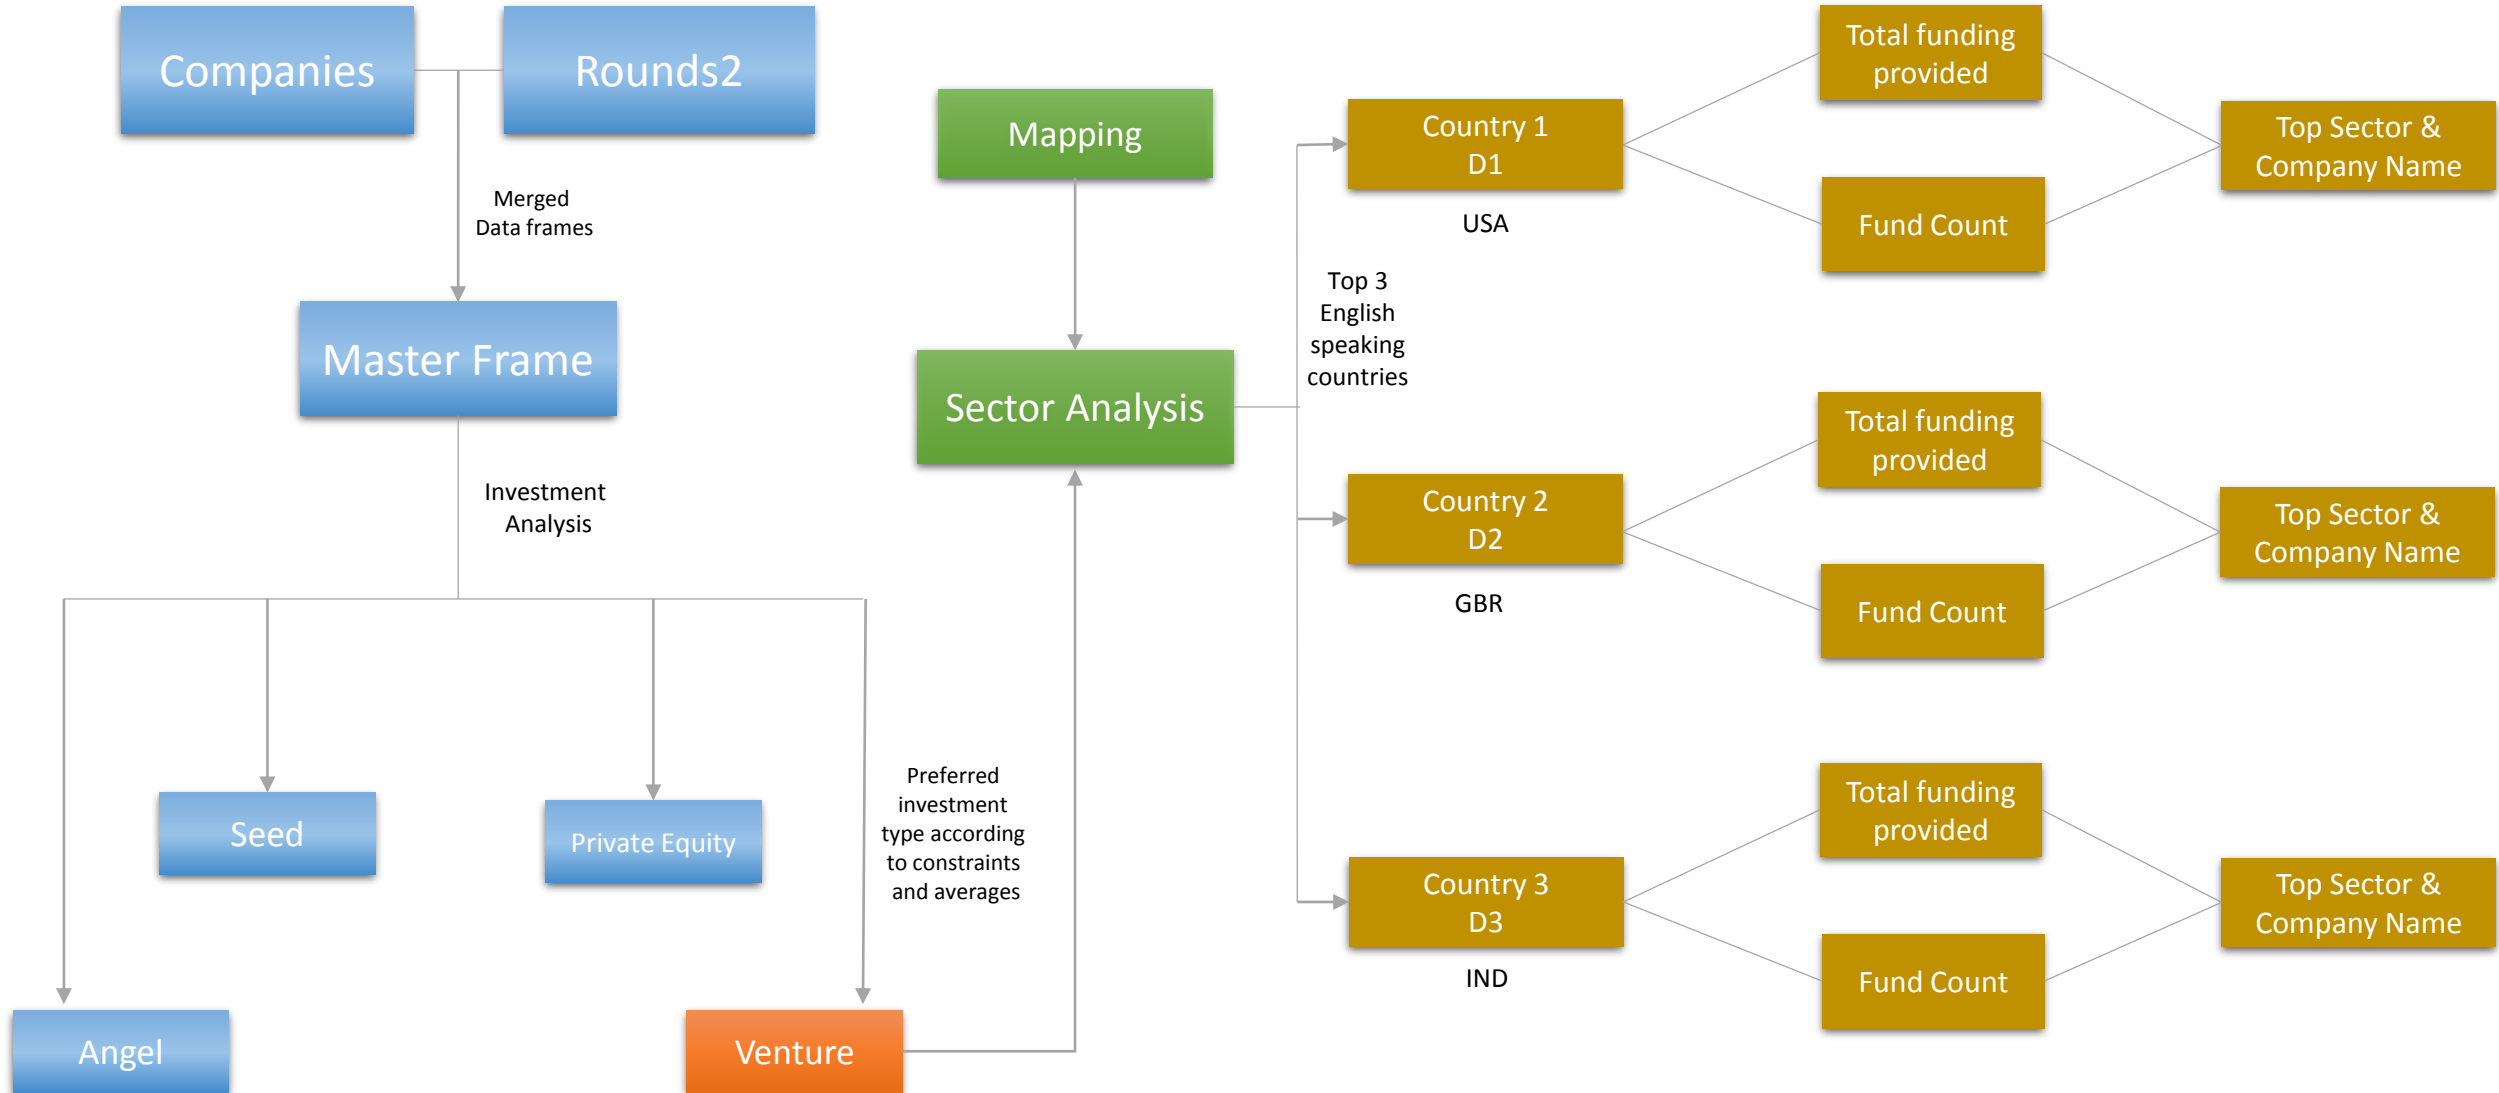 Companies
Rounds2
Merged
Data frames
Master Frame
Investment
Analysis
Seed
Private Equity
Angel
Venture
Preferred
investment
type according
to constraints
and averages
Mapping
Sector Analysis
Top 3
English
speaking
countries
Country 1
D1
USA
Total funding
provided
Fund Count
Top Sector &
Company Name
Country 2
D2
GBR
Total funding
provided
Fund Count
Top Sector &
Company Name
Country 3
D3
IND
Total funding
provided
Fund Count
Top Sector &
Company Name